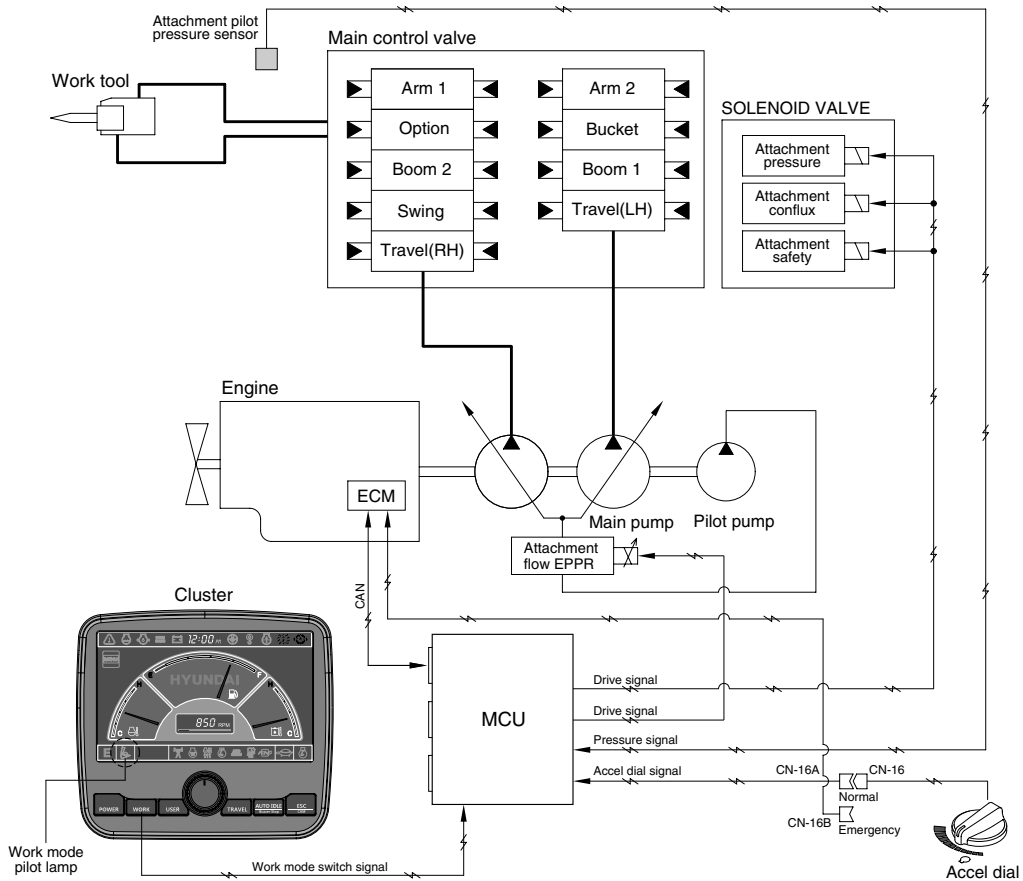 Attachment pilot
pressure sensor
Main control valve
Work tool
Arm 1
Option
Boom 2
Swing
Travel(RH)
Arm 2
Bucket
Boom 1
Travel(LH)
SOLENOID VALVE
Attachment
pressure
Attachment
conflux
Attachment
safety
Engine
ECM
Main pump
Pilot pump
Attachment
flow EPPR
CAN
Cluster
12:00
MENU
E
F
HYUNDAI
H
H
C
C
850 RPM
E
POWER
WORK
USER
TRAVEL
AUTO IDLE
ESC
Work mode
pilot lamp
MCU
Drive signal
Drive signal
Pressure signal
Accel dial signal
CN-16A
CN-16
Normal
CN-16B
Emergency
Accel dial
Work mode switch signal